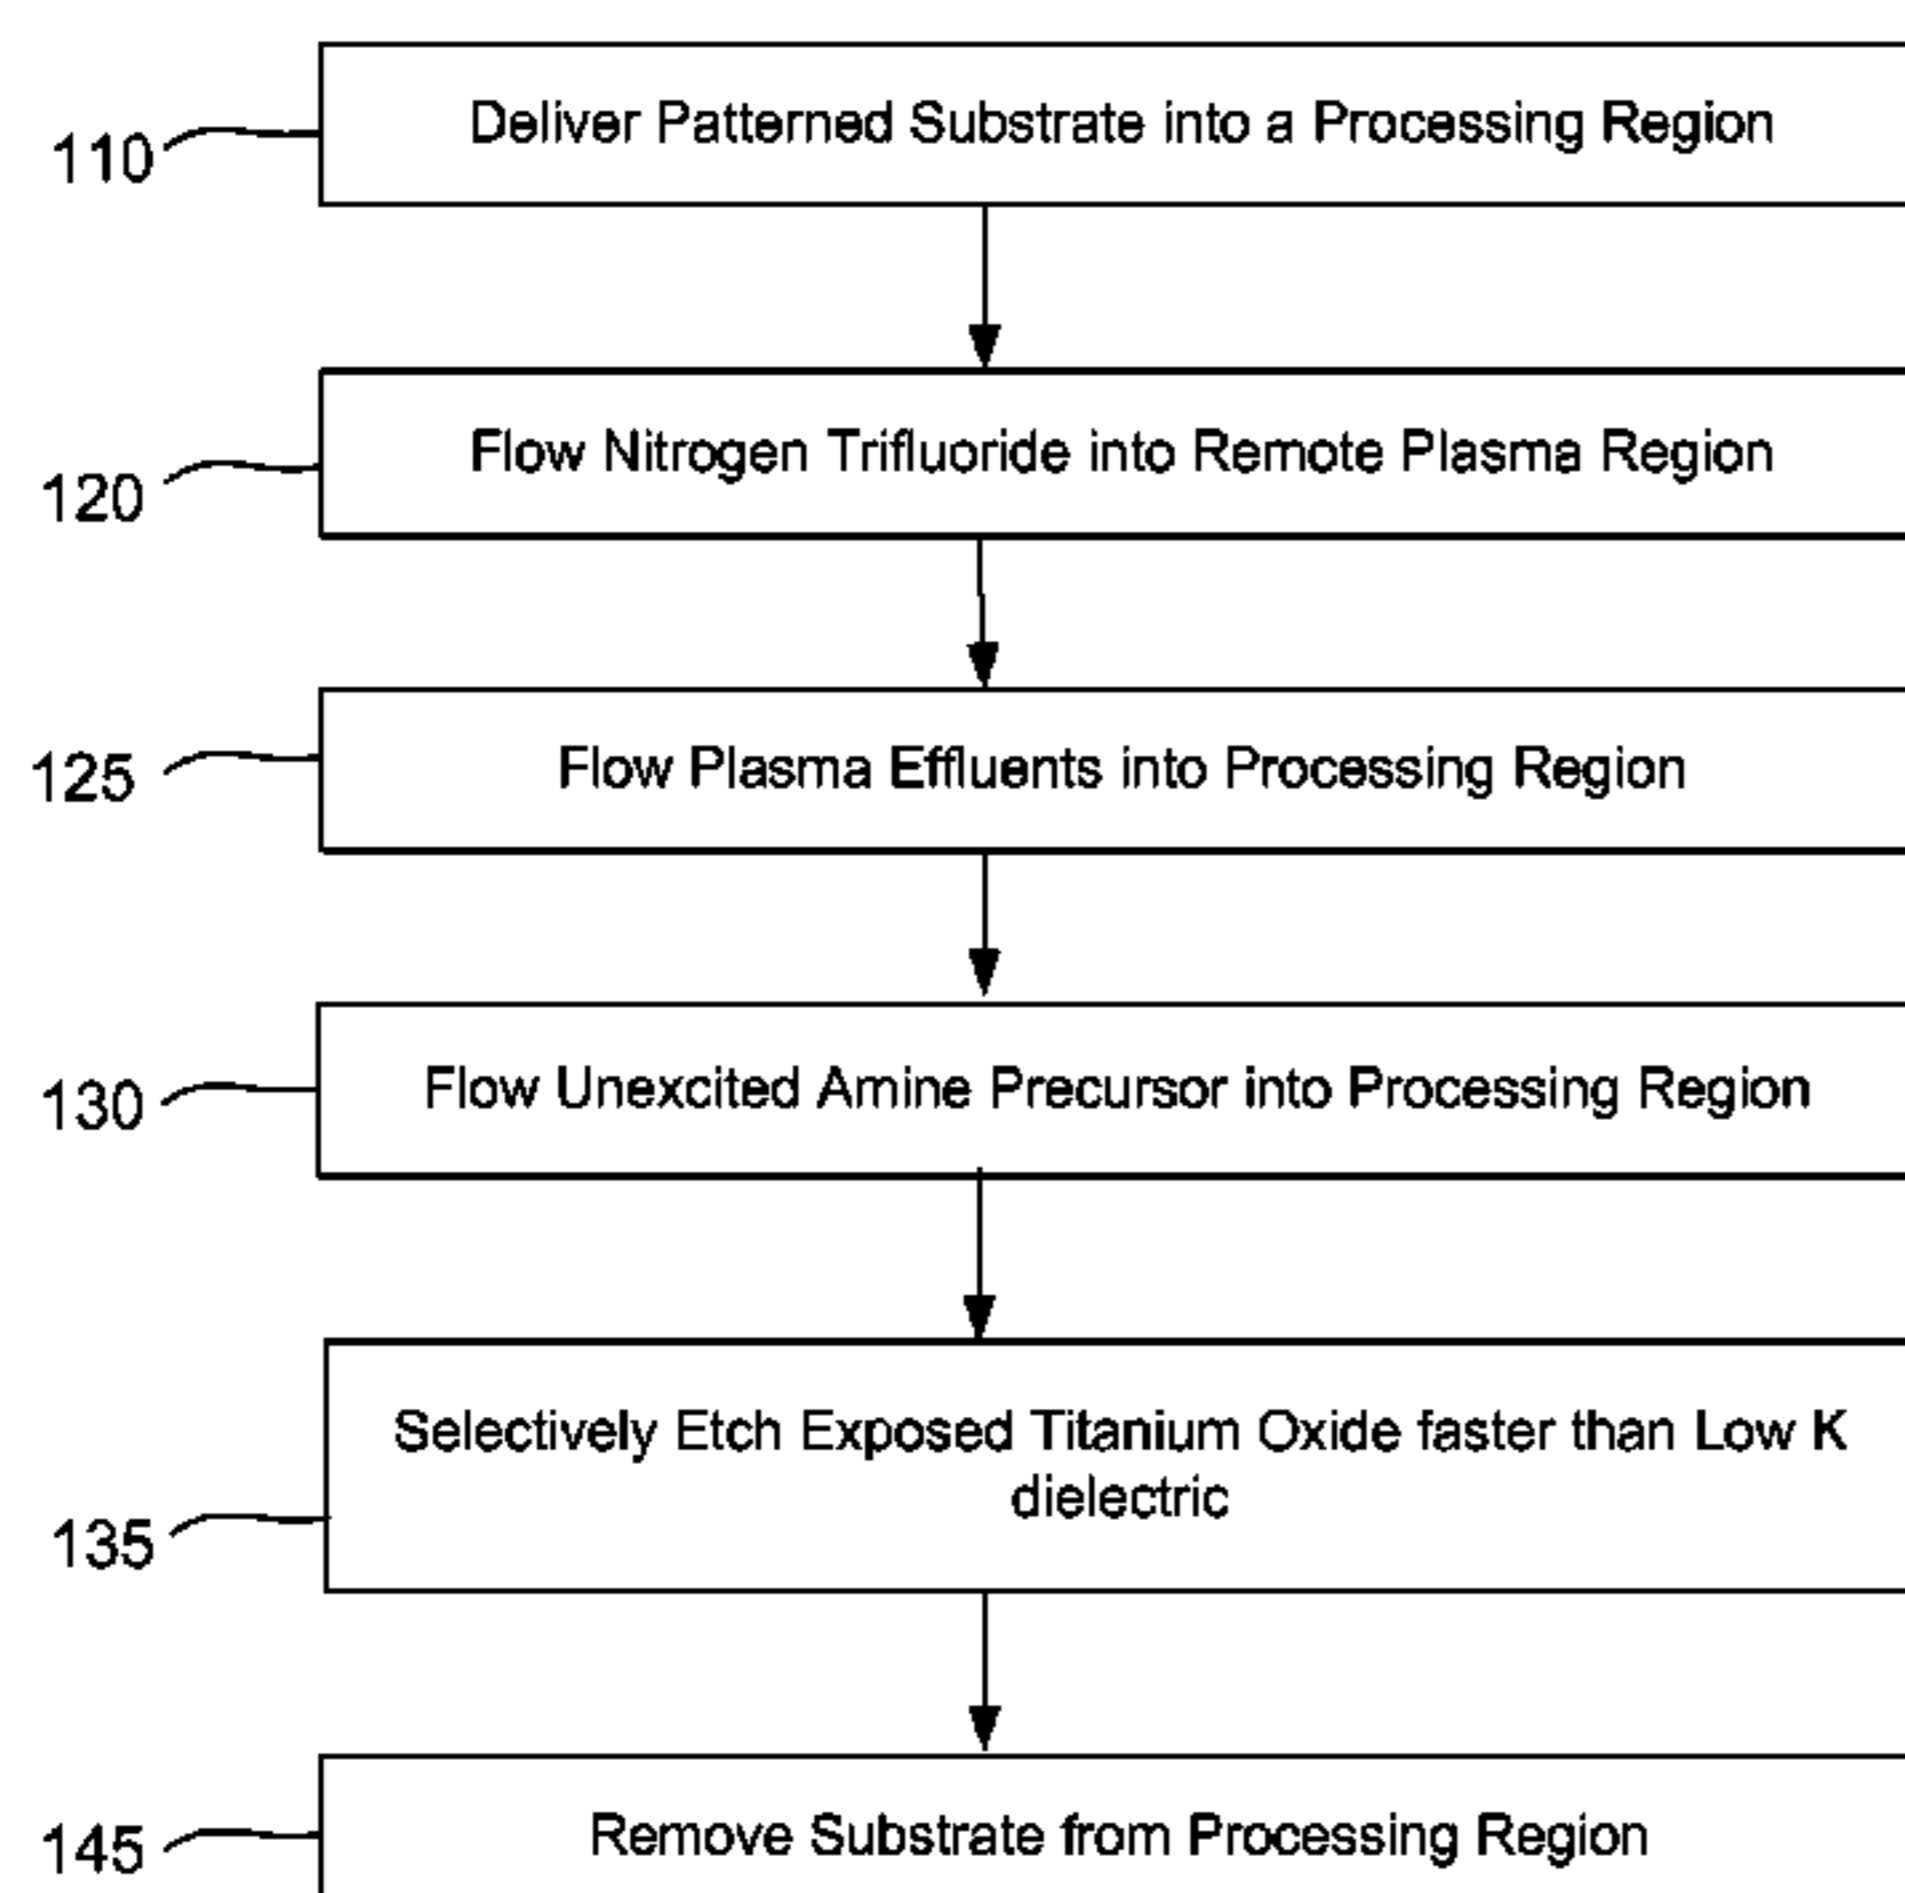 110
Deliver Patterned Substrate into a Processing Region
120
Flow Nitrogen Trifluoride into Remote Plasma Region
125
Flow Plasma Effluents into Processing Region
130
Flow Unexcited Amine Precursor into Processing Region
135
Selectively Etch Exposed Titanium Oxide faster than Low K
dielectric
145
Remove Substrate from Processing Region